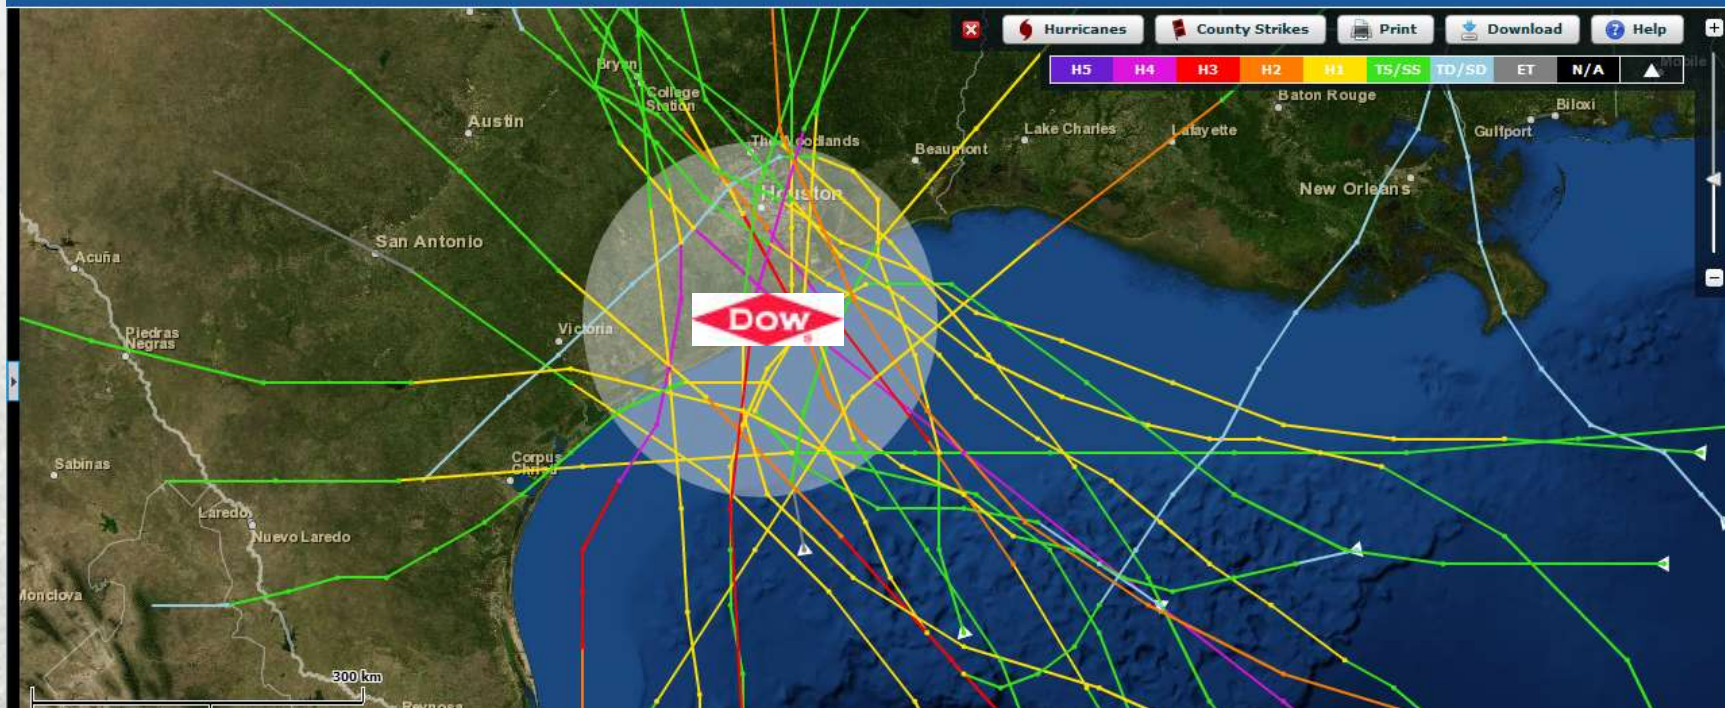 Hurricanes
County Strikes
Print
Download
Help
H5
H4
H3
H2
H1
TS/SS
TD/SD
ET
N/A
Mobile
Bryan
College
Station
Austin
The Woodlands
Houston
Beaumont
Lake Charles
Lafayette
Baton Rouge
Biloxi
Gulfport
New Orleans
San Antonio
Acuña
Piedras
Negras
Victoria
Dow
Sabinas
Corpus
Christi
Laredo
Nuevo Laredo
Monclova
300 km
Reynosa